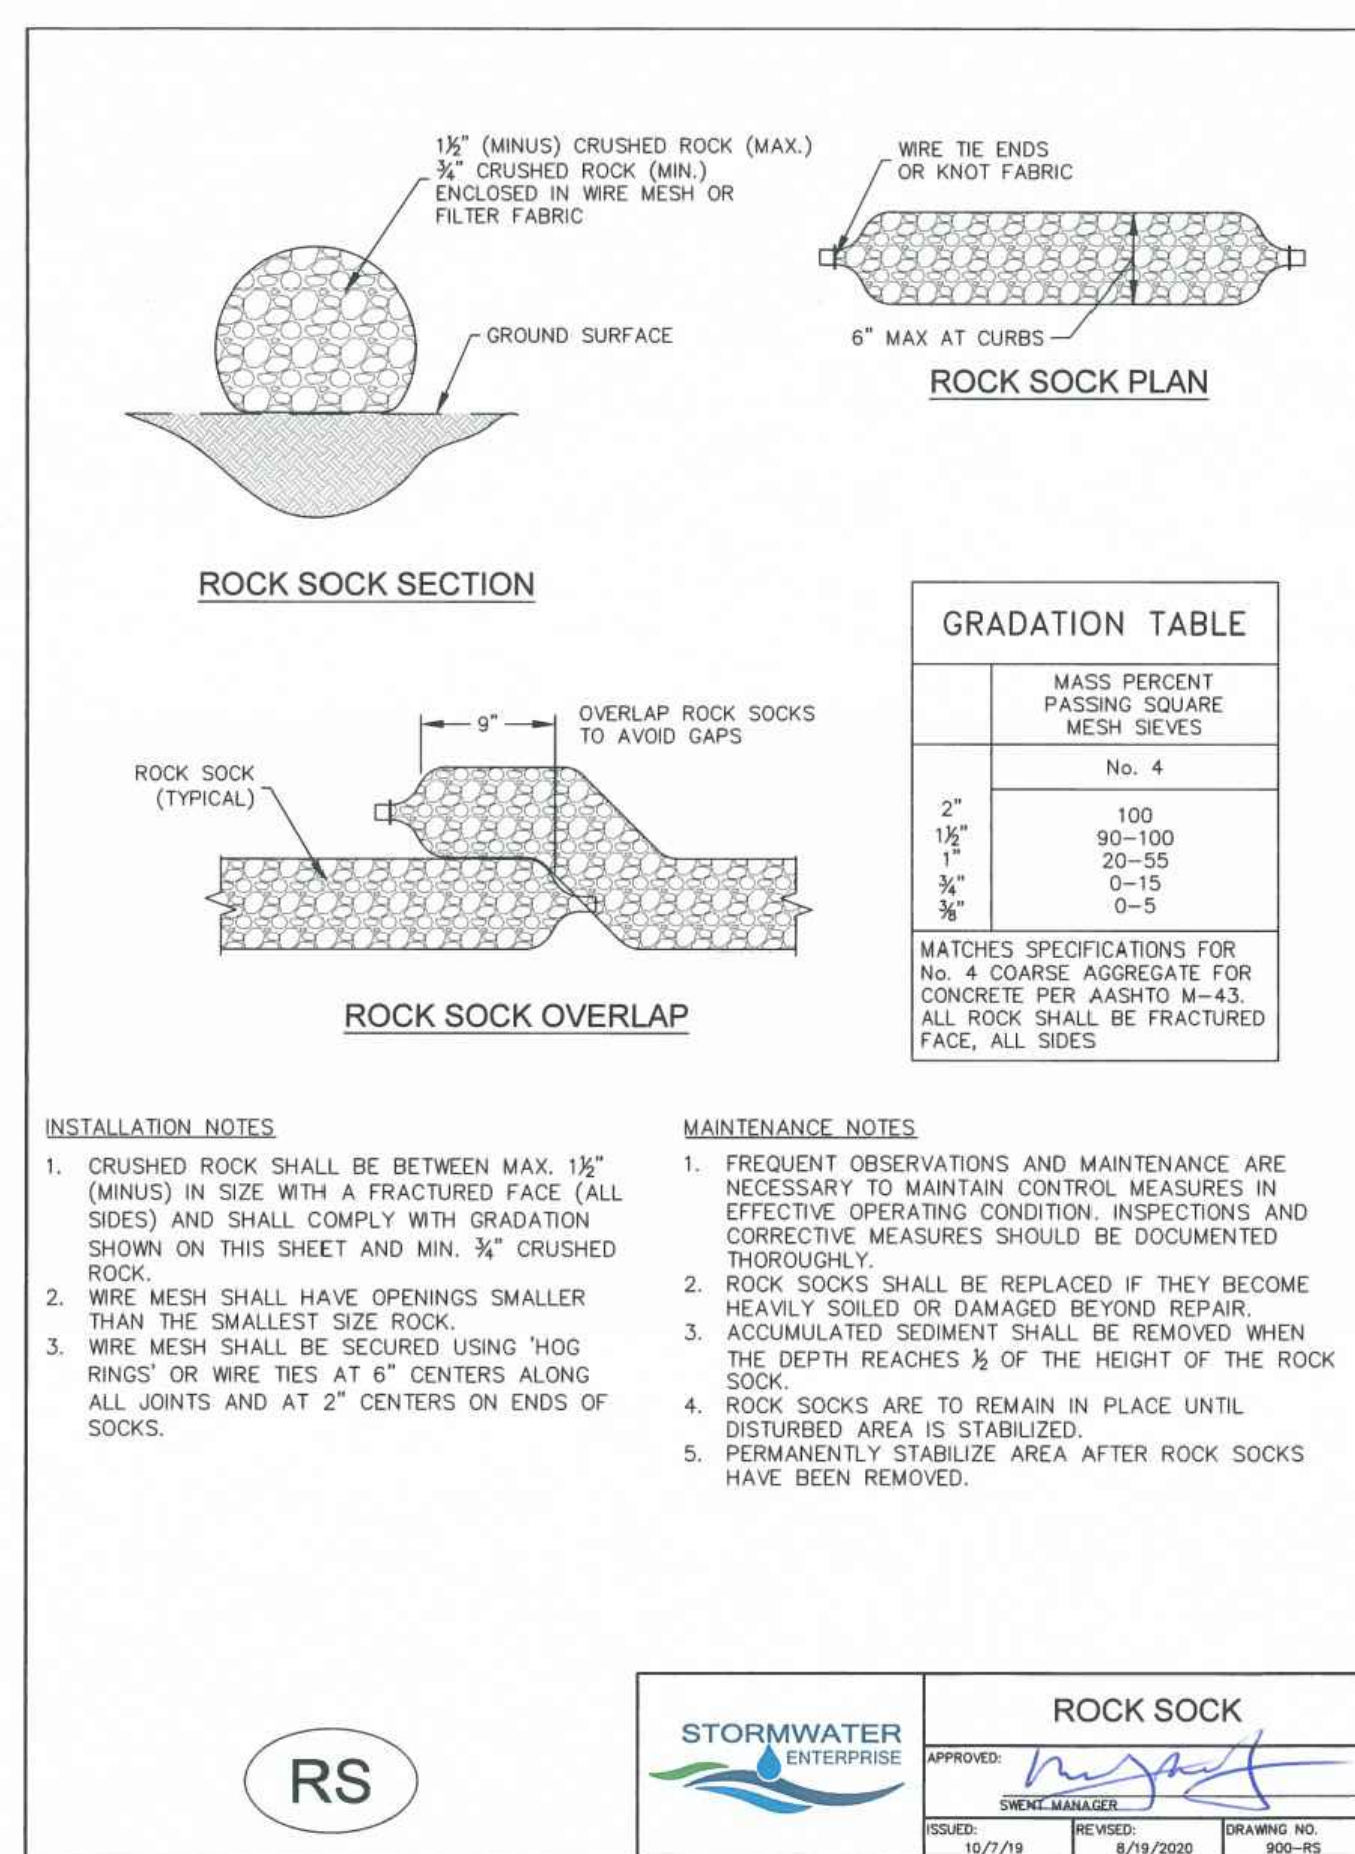 1½" (MINUS) CRUSHED ROCK (MAX.)
¾" CRUSHED ROCK (MIN.)
ENCLOSED IN WIRE MESH OR
FILTER FABRIC
GROUND SURFACE
ROCK SOCK SECTION
WIRE TIE ENDS
OR KNOT FABRIC
6" MAX AT CURBS
ROCK SOCK PLAN
9"
OVERLAP ROCK SOCKS
TO AVOID GAPS
ROCK SOCK
(TYPICAL)
ROCK SOCK OVERLAP
GRADATION TABLE
MASS PERCENT
PASSING SQUARE
MESH SIEVES
No. 4
2" 100
1½" 90-100
1" 20-55
¾" 0-15
⅜" 0-5
MATCHES SPECIFICATIONS FOR
No. 4 COARSE AGGREGATE FOR
CONCRETE PER AASHTO M-43.
ALL ROCK SHALL BE FRACTURED
FACE, ALL SIDES
INSTALLATION NOTES
1. CRUSHED ROCK SHALL BE BETWEEN MAX. 1½"
(MINUS) IN SIZE WITH A FRACTURED FACE (ALL
SIDES) AND SHALL COMPLY WITH GRADATION
SHOWN ON THIS SHEET AND MIN. ¾" CRUSHED
ROCK.
2. WIRE MESH SHALL HAVE OPENINGS SMALLER
THAN THE SMALLEST SIZE ROCK.
3. WIRE MESH SHALL BE SECURED USING 'HOG
RINGS' OR WIRE TIES AT 6" CENTERS ALONG
ALL JOINTS AND AT 2" CENTERS ON ENDS OF
SOCKS.
MAINTENANCE NOTES
1. FREQUENT OBSERVATIONS AND MAINTENANCE ARE
NECESSARY TO MAINTAIN CONTROL MEASURES IN
EFFECTIVE OPERATING CONDITION. INSPECTIONS AND
CORRECTIVE MEASURES SHOULD BE DOCUMENTED
THOROUGHLY.
2. ROCK SOCKS SHALL BE REPLACED IF THEY BECOME
HEAVILY SOILED OR DAMAGED BEYOND REPAIR.
3. ACCUMULATED SEDIMENT SHALL BE REMOVED WHEN
THE DEPTH REACHES ½ OF THE HEIGHT OF THE ROCK
SOCK.
4. ROCK SOCKS ARE TO REMAIN IN PLACE UNTIL
DISTURBED AREA IS STABILIZED.
5. PERMANENTLY STABILIZE AREA AFTER ROCK SOCKS
HAVE BEEN REMOVED.
RS
STORMWATER
ENTERPRISE
ROCK SOCK
APPROVED:
SWENT MANAGER
ISSUED:
10/7/19
REVISED:
8/19/2020
DRAWING NO.
900-RS